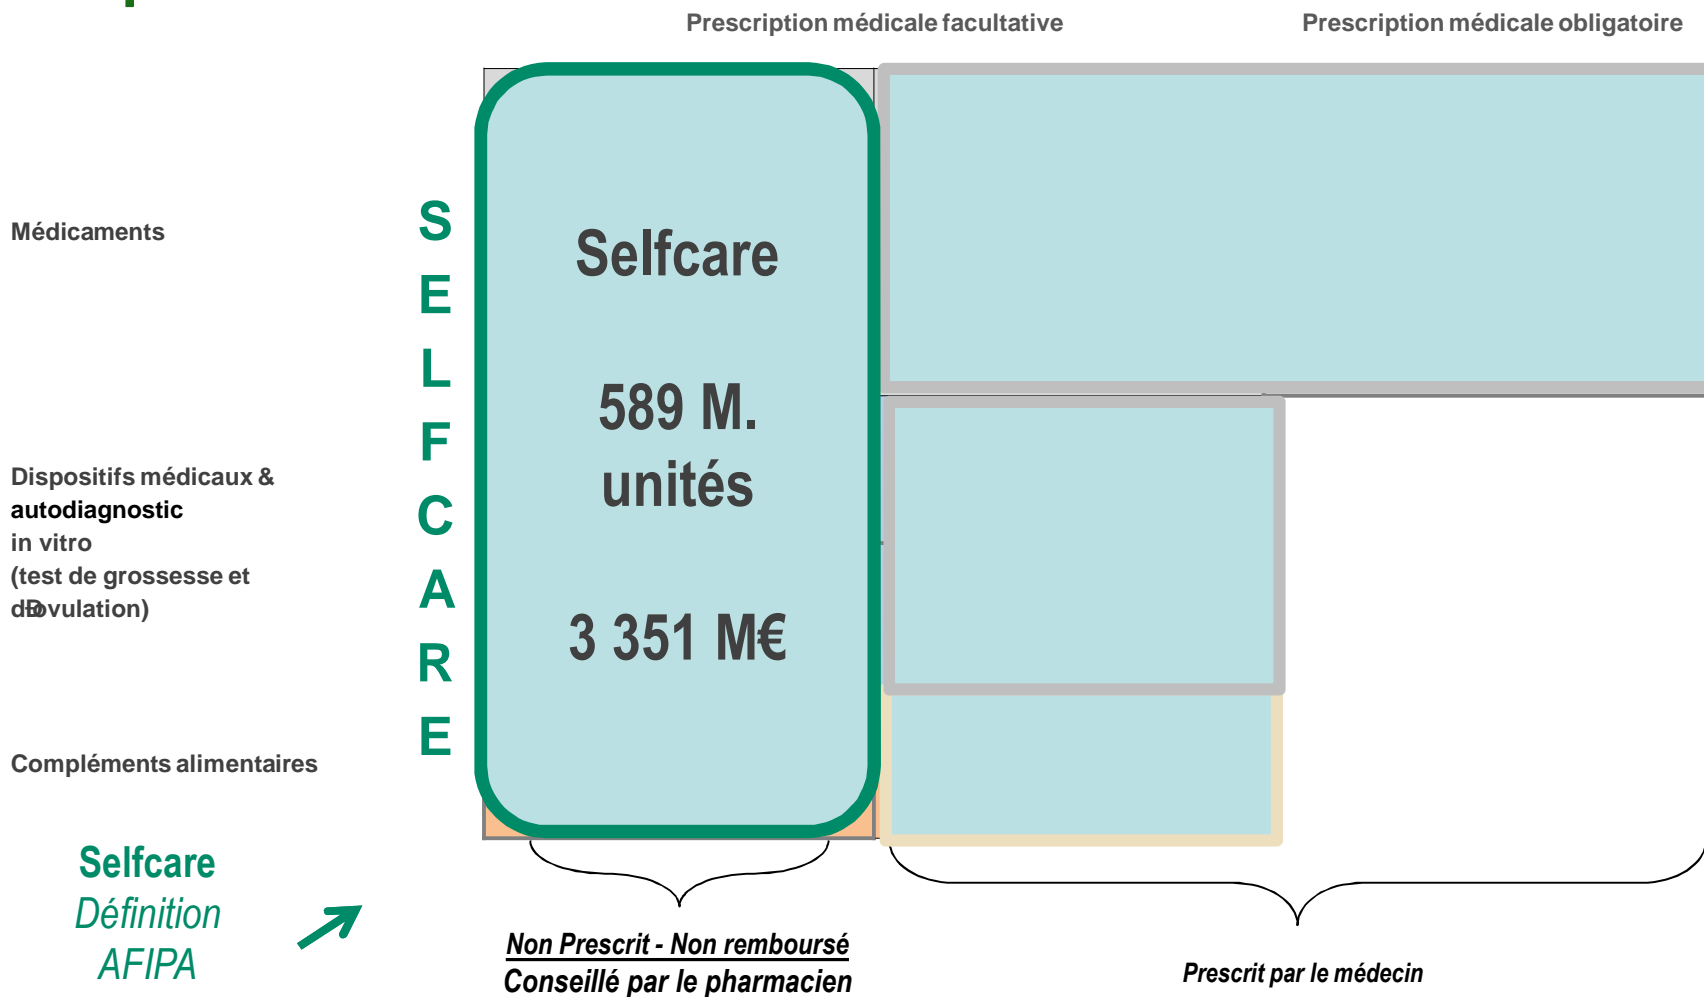 Prescription médicale facultative
Prescription médicale obligatoire
Médicaments
Dispositifs médicaux &
autodiagnostic
in vitro
(test de grossesse et
S
E
L
F
C
A
R
E
Selfcare
589 M.
unités
3 351 M€
Compléments alimentaires
Selfcare
Définition
AFIPA
Non Prescrit - Non remboursé
Conseillé par le pharmacien
Prescrit par le médecin